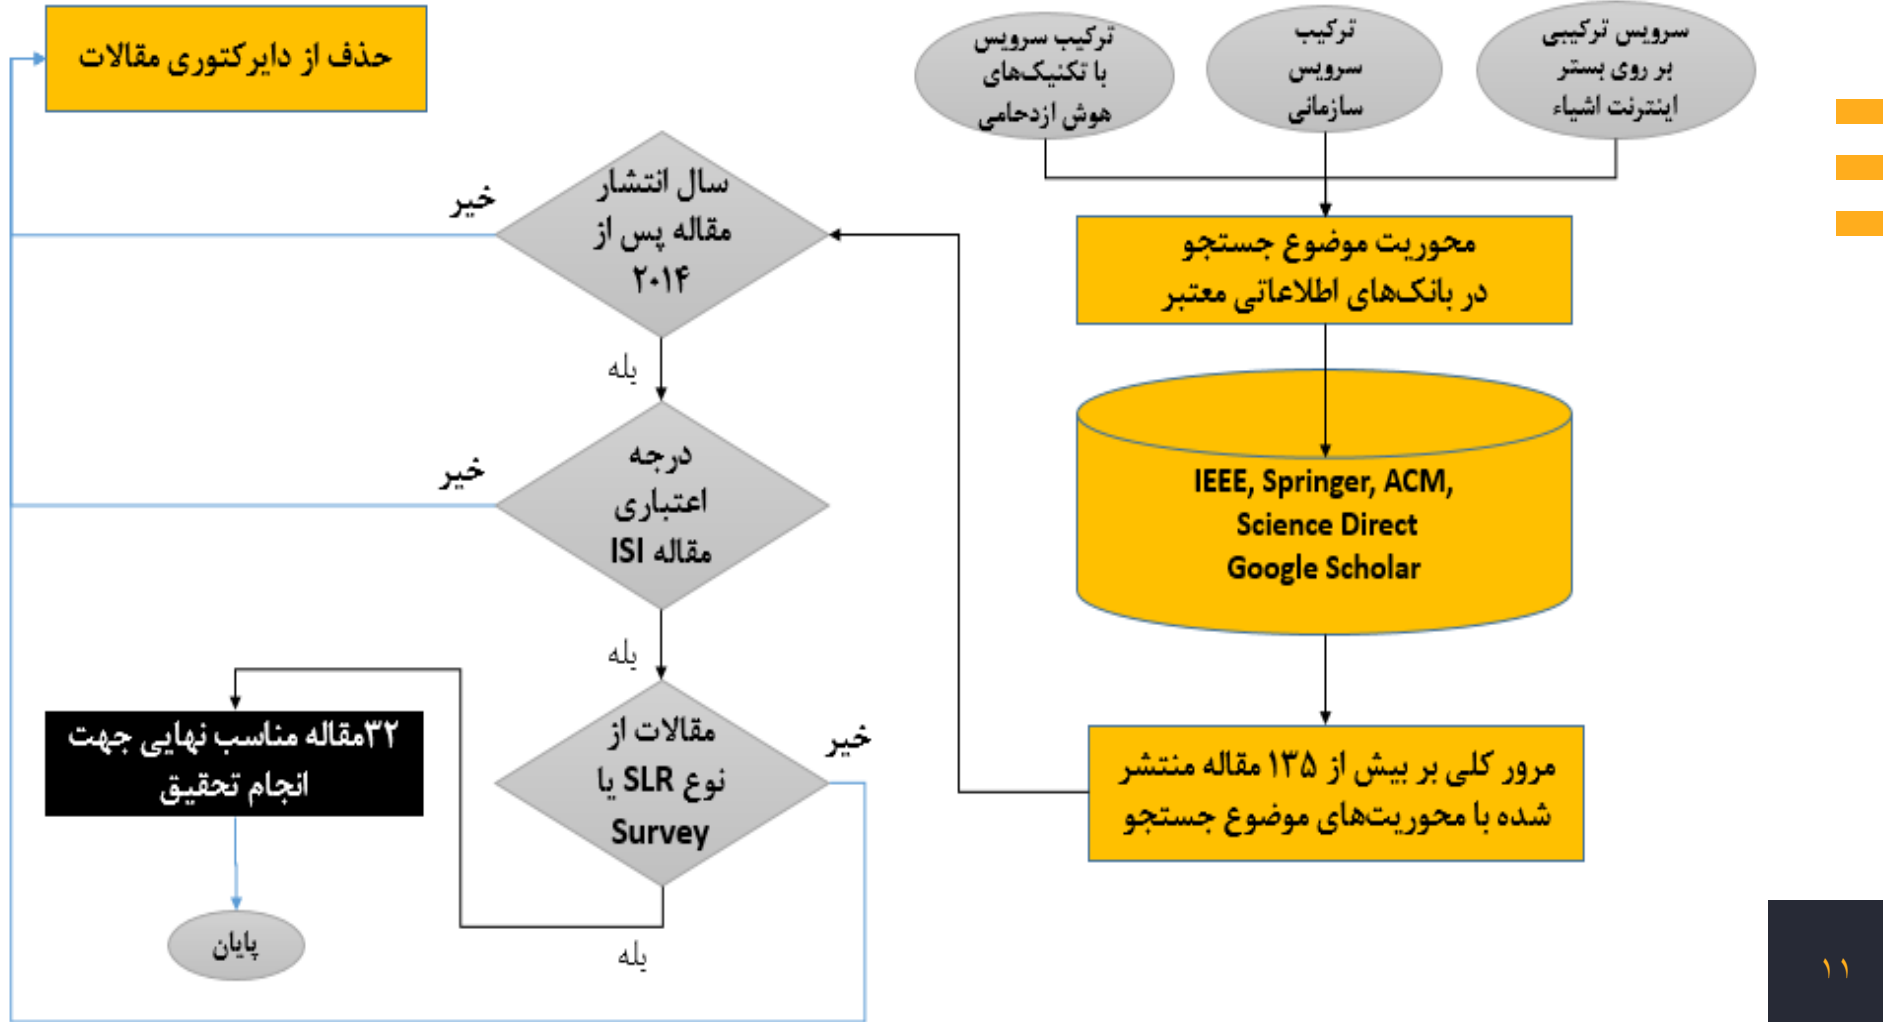 سرویس ترکیبی
بر روی بستر
اینترنت اشیاء
ترکیب
سرویس
سازمانی
ترکیب سرویس
با تکنیک‌های
هوش ازدحامی
محوریت موضوع جستجو
در بانک‌های اطلاعاتی معتبر
IEEE, Springer, ACM,
Science Direct
Google Scholar
مرور کلی بر بیش از ۱۳۵ مقاله منتشر
شده با محوریت‌های موضوع جستجو
سال انتشار
مقاله پس از
۲۰۱۴
خیر
بله
درجه
اعتباری
مقاله ISI
خیر
بله
مقالات از
نوع SLR یا
Survey
خیر
بله
حذف از دایرکتوری مقالات
۳۲مقاله مناسب نهایی جهت
انجام تحقیق
پایان
۱۱